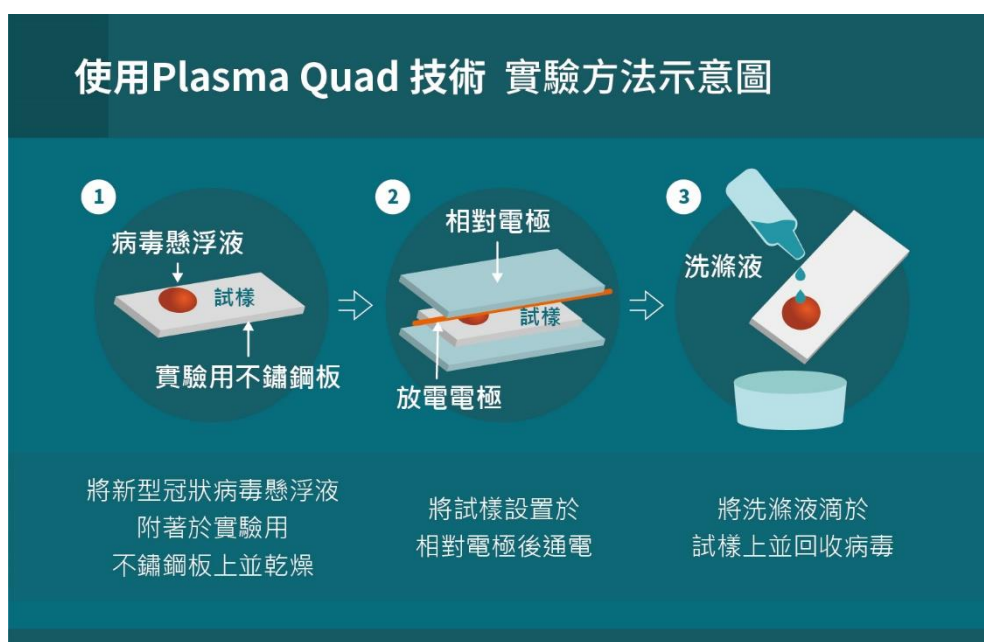 使用Plasma Quad 技術 實驗方法示意圖
1
病毒懸浮液
試樣
實驗用不鏽鋼板
將新型冠狀病毒懸浮液
附著於實驗用
不鏽鋼板上並乾燥
2
相對電極
試樣
放電電極
將試樣設置於
相對電極後通電
3
洗滌液
將洗滌液滴於
試樣上並回收病毒